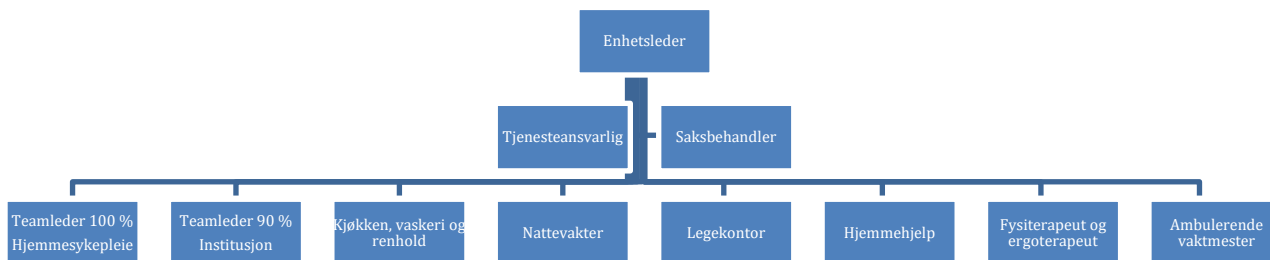 Enhetsleder
Tjenesteansvarlig
Saksbehandler
Teamleder 100 %
Hjemmesykepleie
Teamleder 90 %
Institusjon
Kjøkken, vaskeri og
renhold
Nattevakter
Legekontor
Hjemmehjelp
Fysiterapeut og
ergoterapeut
Ambulerende
vaktmester